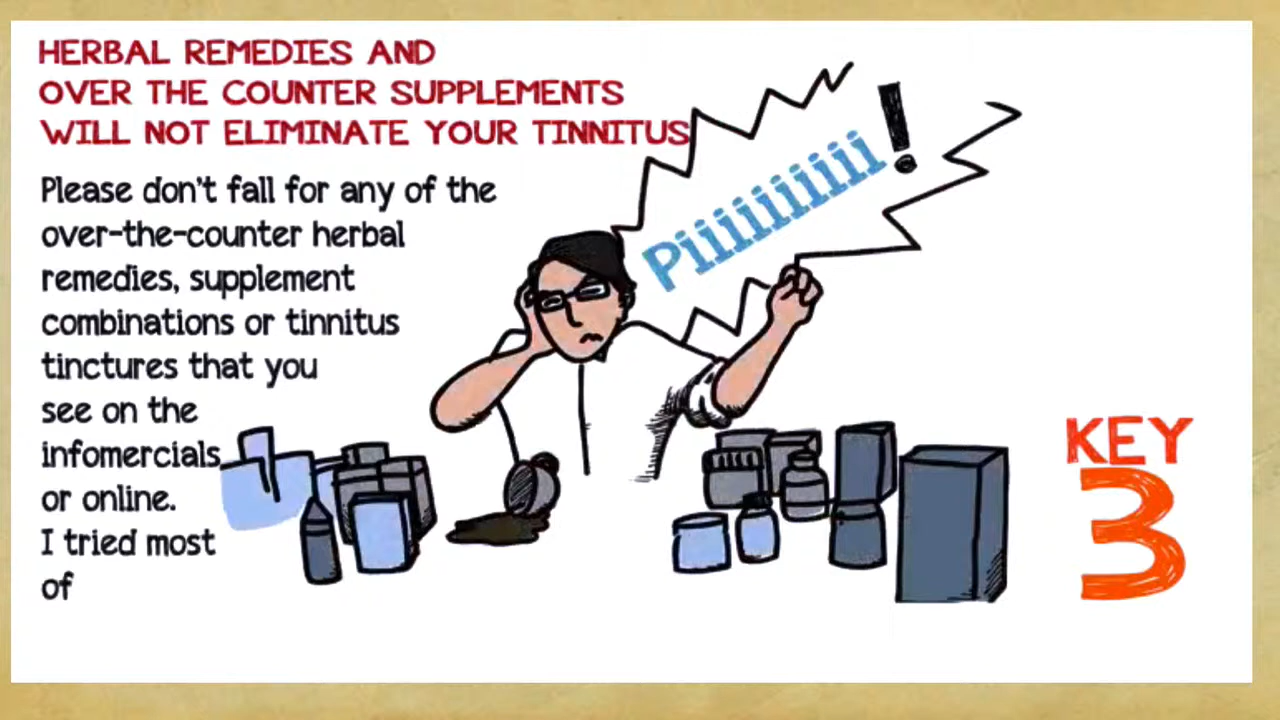 HERBAL REMEDIES AND
OVER THE COUNTER SUPPLEMENTS
WILL NOT ELIMINATE YOUR TINNITUS
Please don't fall for any of the
over-the-counter herbal
remedies, supplement
combinations or tinnitus
tinctures that you
see on the
infomercials
or online.
I tried most
of
Piiiiiiiiii!
KEY
3